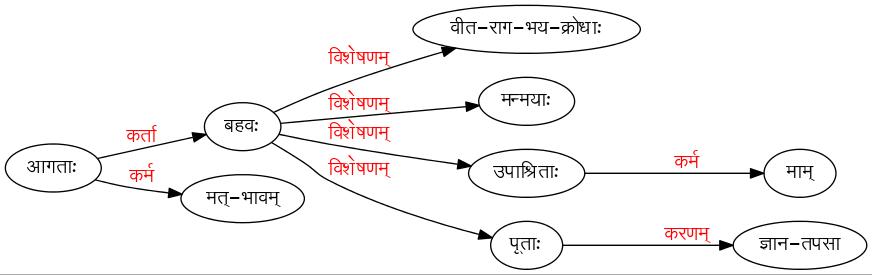 वीत-राग-भय-क्रोधाः
विशेषणम्
विशेषणम्
मन्मयाः
बहवः
कर्ता
विशेषणम्
आगताः
कर्म
विशेषणम्
उपाश्रिताः
कर्म
माम्
मत्-भावम्
पूताः
करणम्
ज्ञान-तपसा